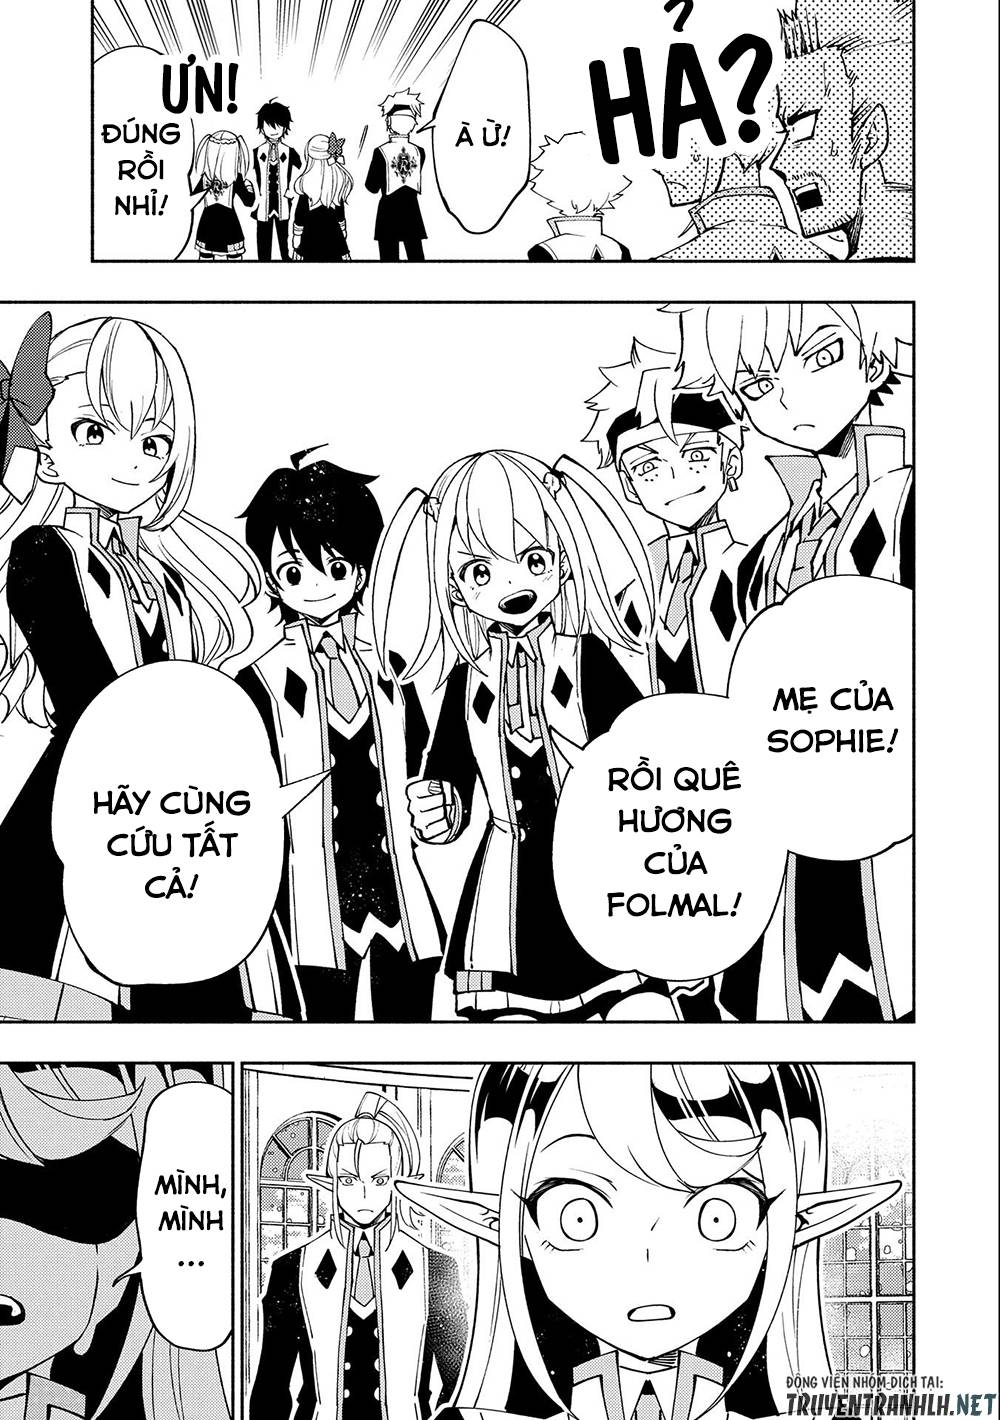 HẢ?
À Ừ!
ƯN!
ĐÚNG
RỒI
NHỈ!
MẸ CỦA
SOPHIE!
RỒI QUÊ
HƯƠNG
CỦA
FOLMAL!
HÃY CÙNG
CỨU TẤT
CẢ!
MÌNH,
MÌNH
...
ĐỘNG VIÊN NHÓM-DỊCH TẠI:
TRUYENTRANHLH.NET